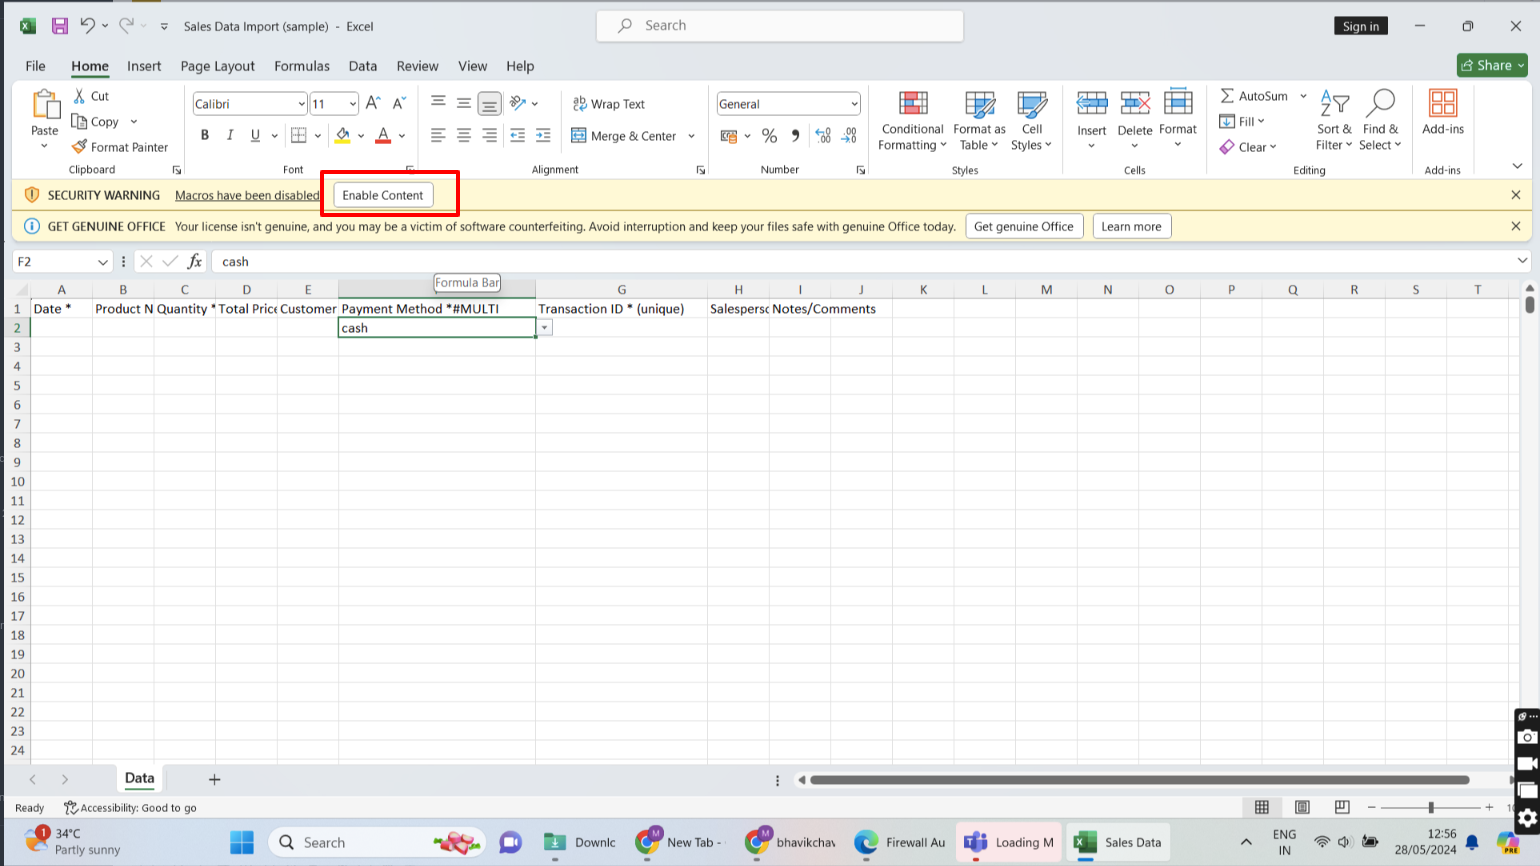 Sales Data Import (sample) - Excel
Search
Sign in
File Home Insert Page Layout Formulas Data Review View Help
Share
Paste
Cut
Copy
Format Painter
Clipboard
Calibri 11
B I U
Font
Wrap Text
Merge & Center
Alignment
General
Number
Conditional Formatting
Format as Table
Cell Styles
Styles
Insert Delete Format
Cells
AutoSum
Fill
Clear
Sort & Filter
Find & Select
Editing
Add-ins
Add-ins
SECURITY WARNING Macros have been disabled Enable Content
GET GENUINE OFFICE Your license isn't genuine, and you may be a victim of software counterfeiting. Avoid interruption and keep your files safe with genuine Office today. Get genuine Office Learn more
F2 fx cash
Formula Bar
A B C D E G H I J K L M N O P Q R S T
1 Date * Product N Quantity * Total Price Customer Payment Method *#MULTI Transaction ID * (unique) Salesperso Notes/Comments
2 cash
3
4
5
6
7
8
9
10
11
12
13
14
15
16
17
18
19
20
21
22
23
24
Data
Ready Accessibility: Good to go
1 34°C
Partly sunny
Search
Downlc
New Tab -
bhavikchav
Firewall Au
Loading M
Sales Data
ENG
IN
12:56
28/05/2024
PRE